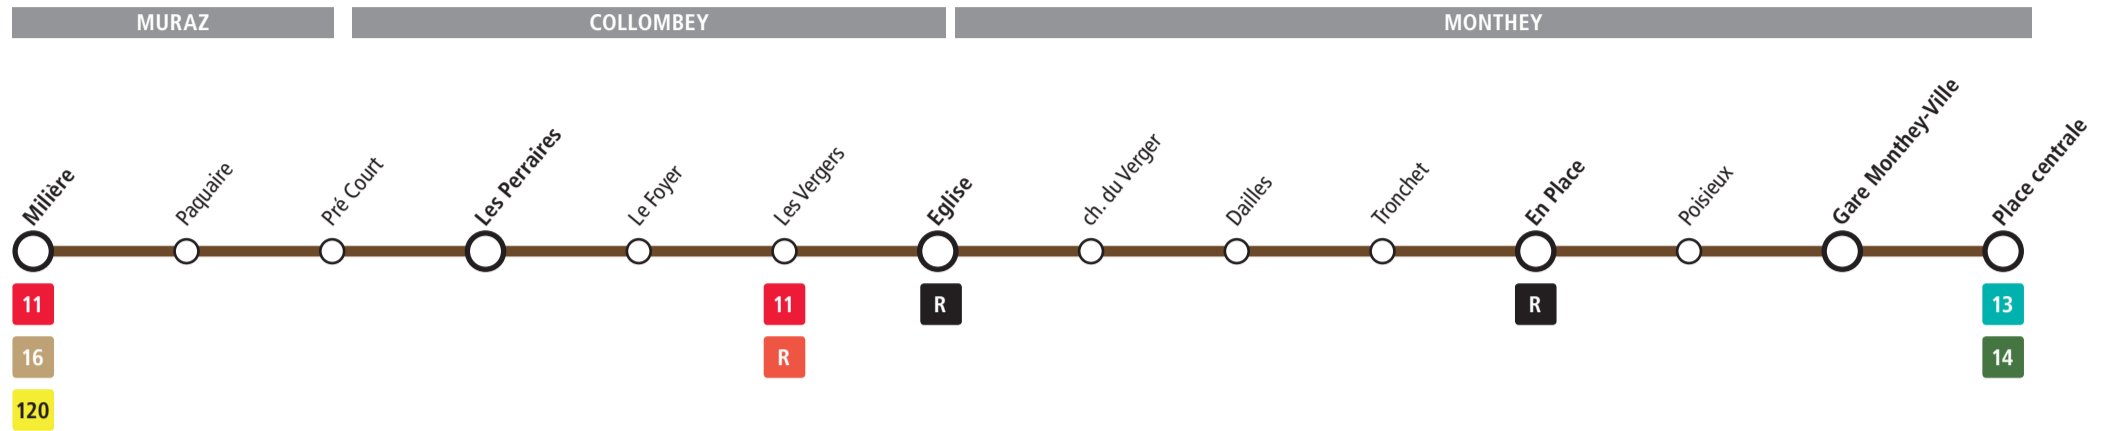 MURAZ
COLLOMBEY
MONTHEY
Milière
Paquaire
Pré Court
Les Perraires
Le Foyer
Les Vergers
Eglise
ch. du Verger
Dailles
Tronchet
En Place
Poisieux
Gare Monthey-Ville
Place centrale
11
11
R
R
13
16
R
14
120